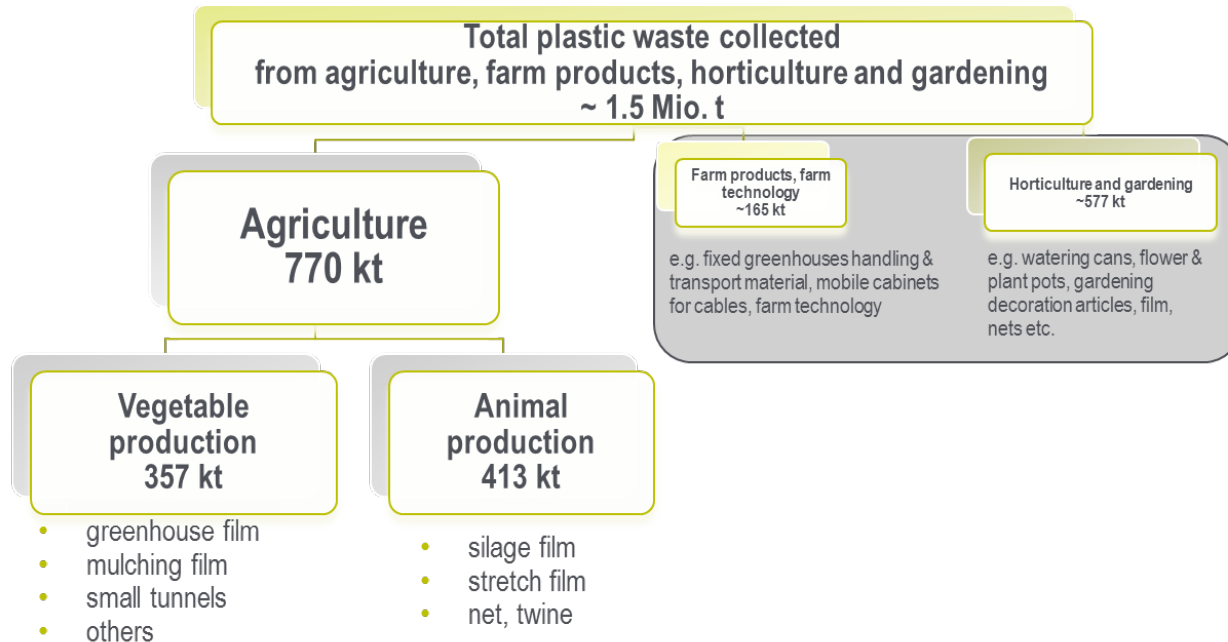 Total plastic waste collected
from agriculture, farm products, horticulture and gardening
~ 1.5 Mio. t
Agriculture
770 kt
Farm products, farm
technology
~165 kt
Horticulture and gardening
~577 kt
e.g. fixed greenhouses handling &
transport material, mobile cabinets
for cables, farm technology
e.g. watering cans, flower &
plant pots, gardening
decoration articles, film,
nets etc.
Vegetable
production
357 kt
Animal
production
413 kt
• greenhouse film
• mulching film
• small tunnels
• others
• silage film
• stretch film
• net, twine